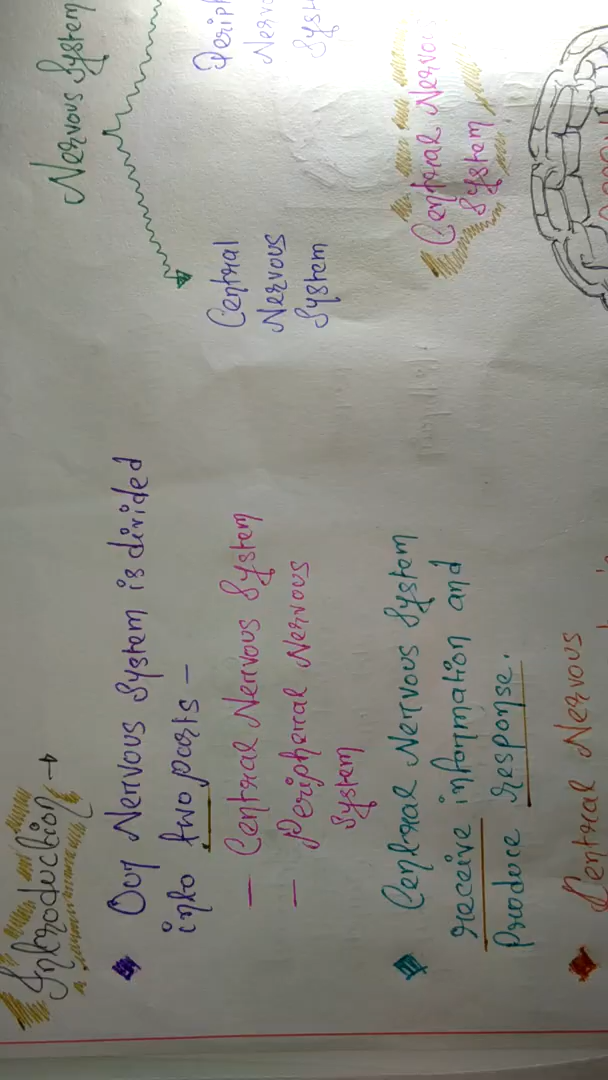 Introduction →
Our Nervous System is divided
into two parts –
– Central Nervous System
– Peripheral Nervous
System
Central Nervous System
receive information and
Produce response.
Central Nervous
Nervous System
Central
Nervous
System
Central
System